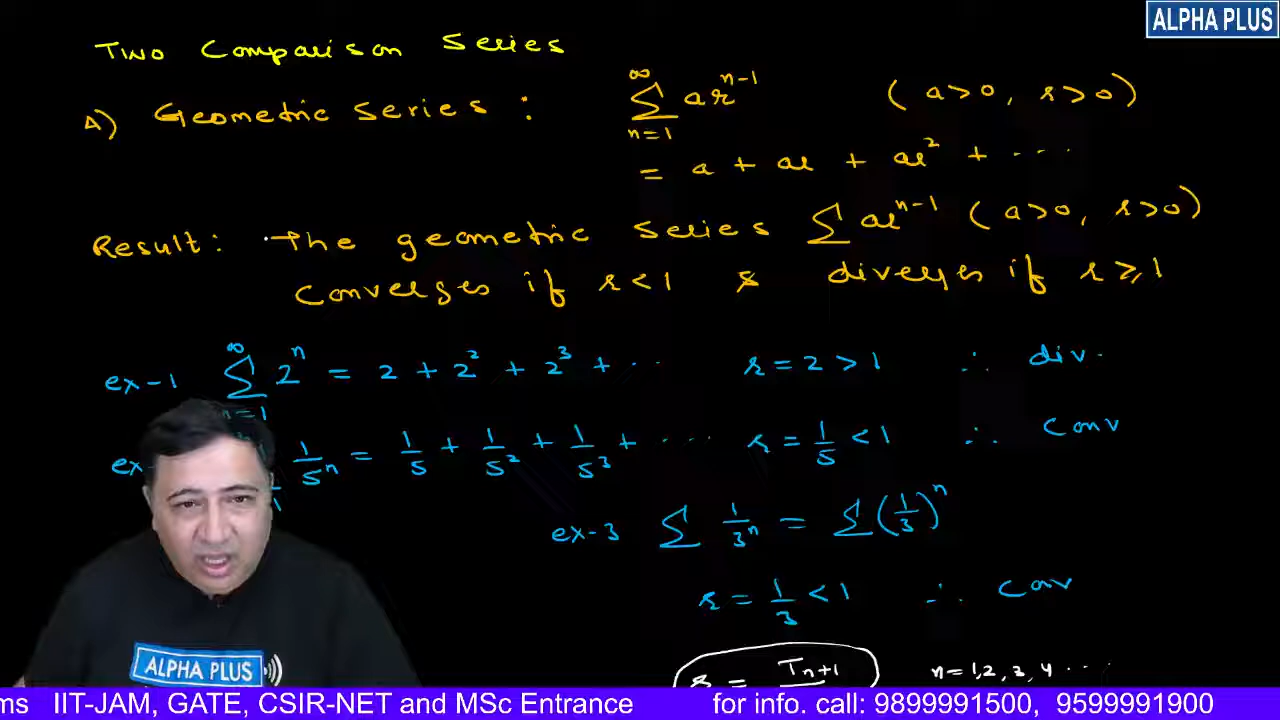 ALPHA PLUS
Two Comparison Series
A) Geometric series : ∞ Σ n=1 ar^(n-1) (a>0, r>0)
= a + ar + ar² + ...
Result: The geometric series Σ ar^(n-1) (a>0, r>0)
converges if r<1 & diverges if r ≥ 1
ex-1 ∞ Σ n=1 2^n = 2 + 2² + 2³ + ... r = 2 > 1 ∴ div.
1/5^n = 1/5 + 1/5² + 1/5³ + ... r = 1/5 < 1 ∴ conv
ex-3 Σ 1/3^n = Σ (1/3)^n
r = 1/3 < 1 ∴ conv
r = T_(n+1) n = 1,2,3,4 ...
ALPHA PLUS
IIT-JAM, GATE, CSIR-NET and MSc Entrance for info. call: 9899991500, 9599991900